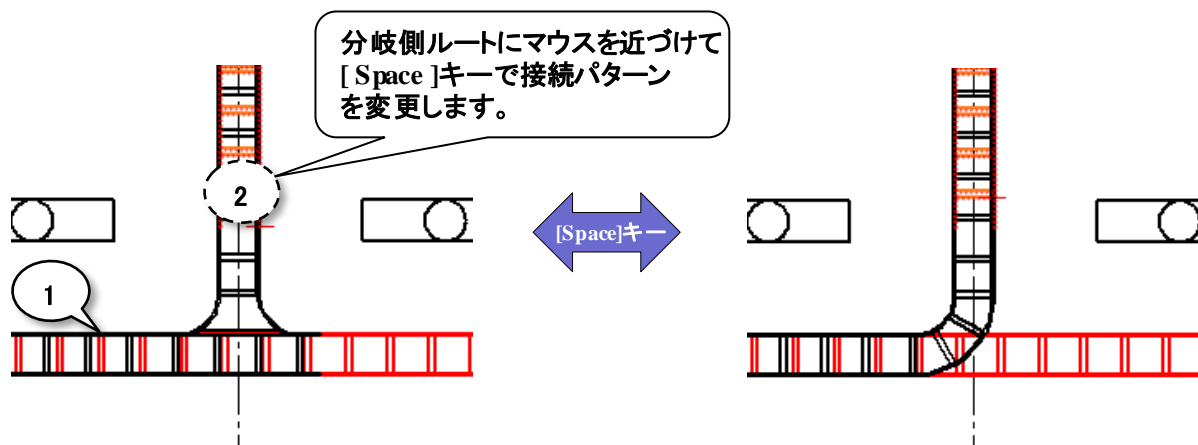 分岐側ルートにマウスを近づけて
[ Space ]キーで接続パターン
を変更します。
2
[Space]キー
1